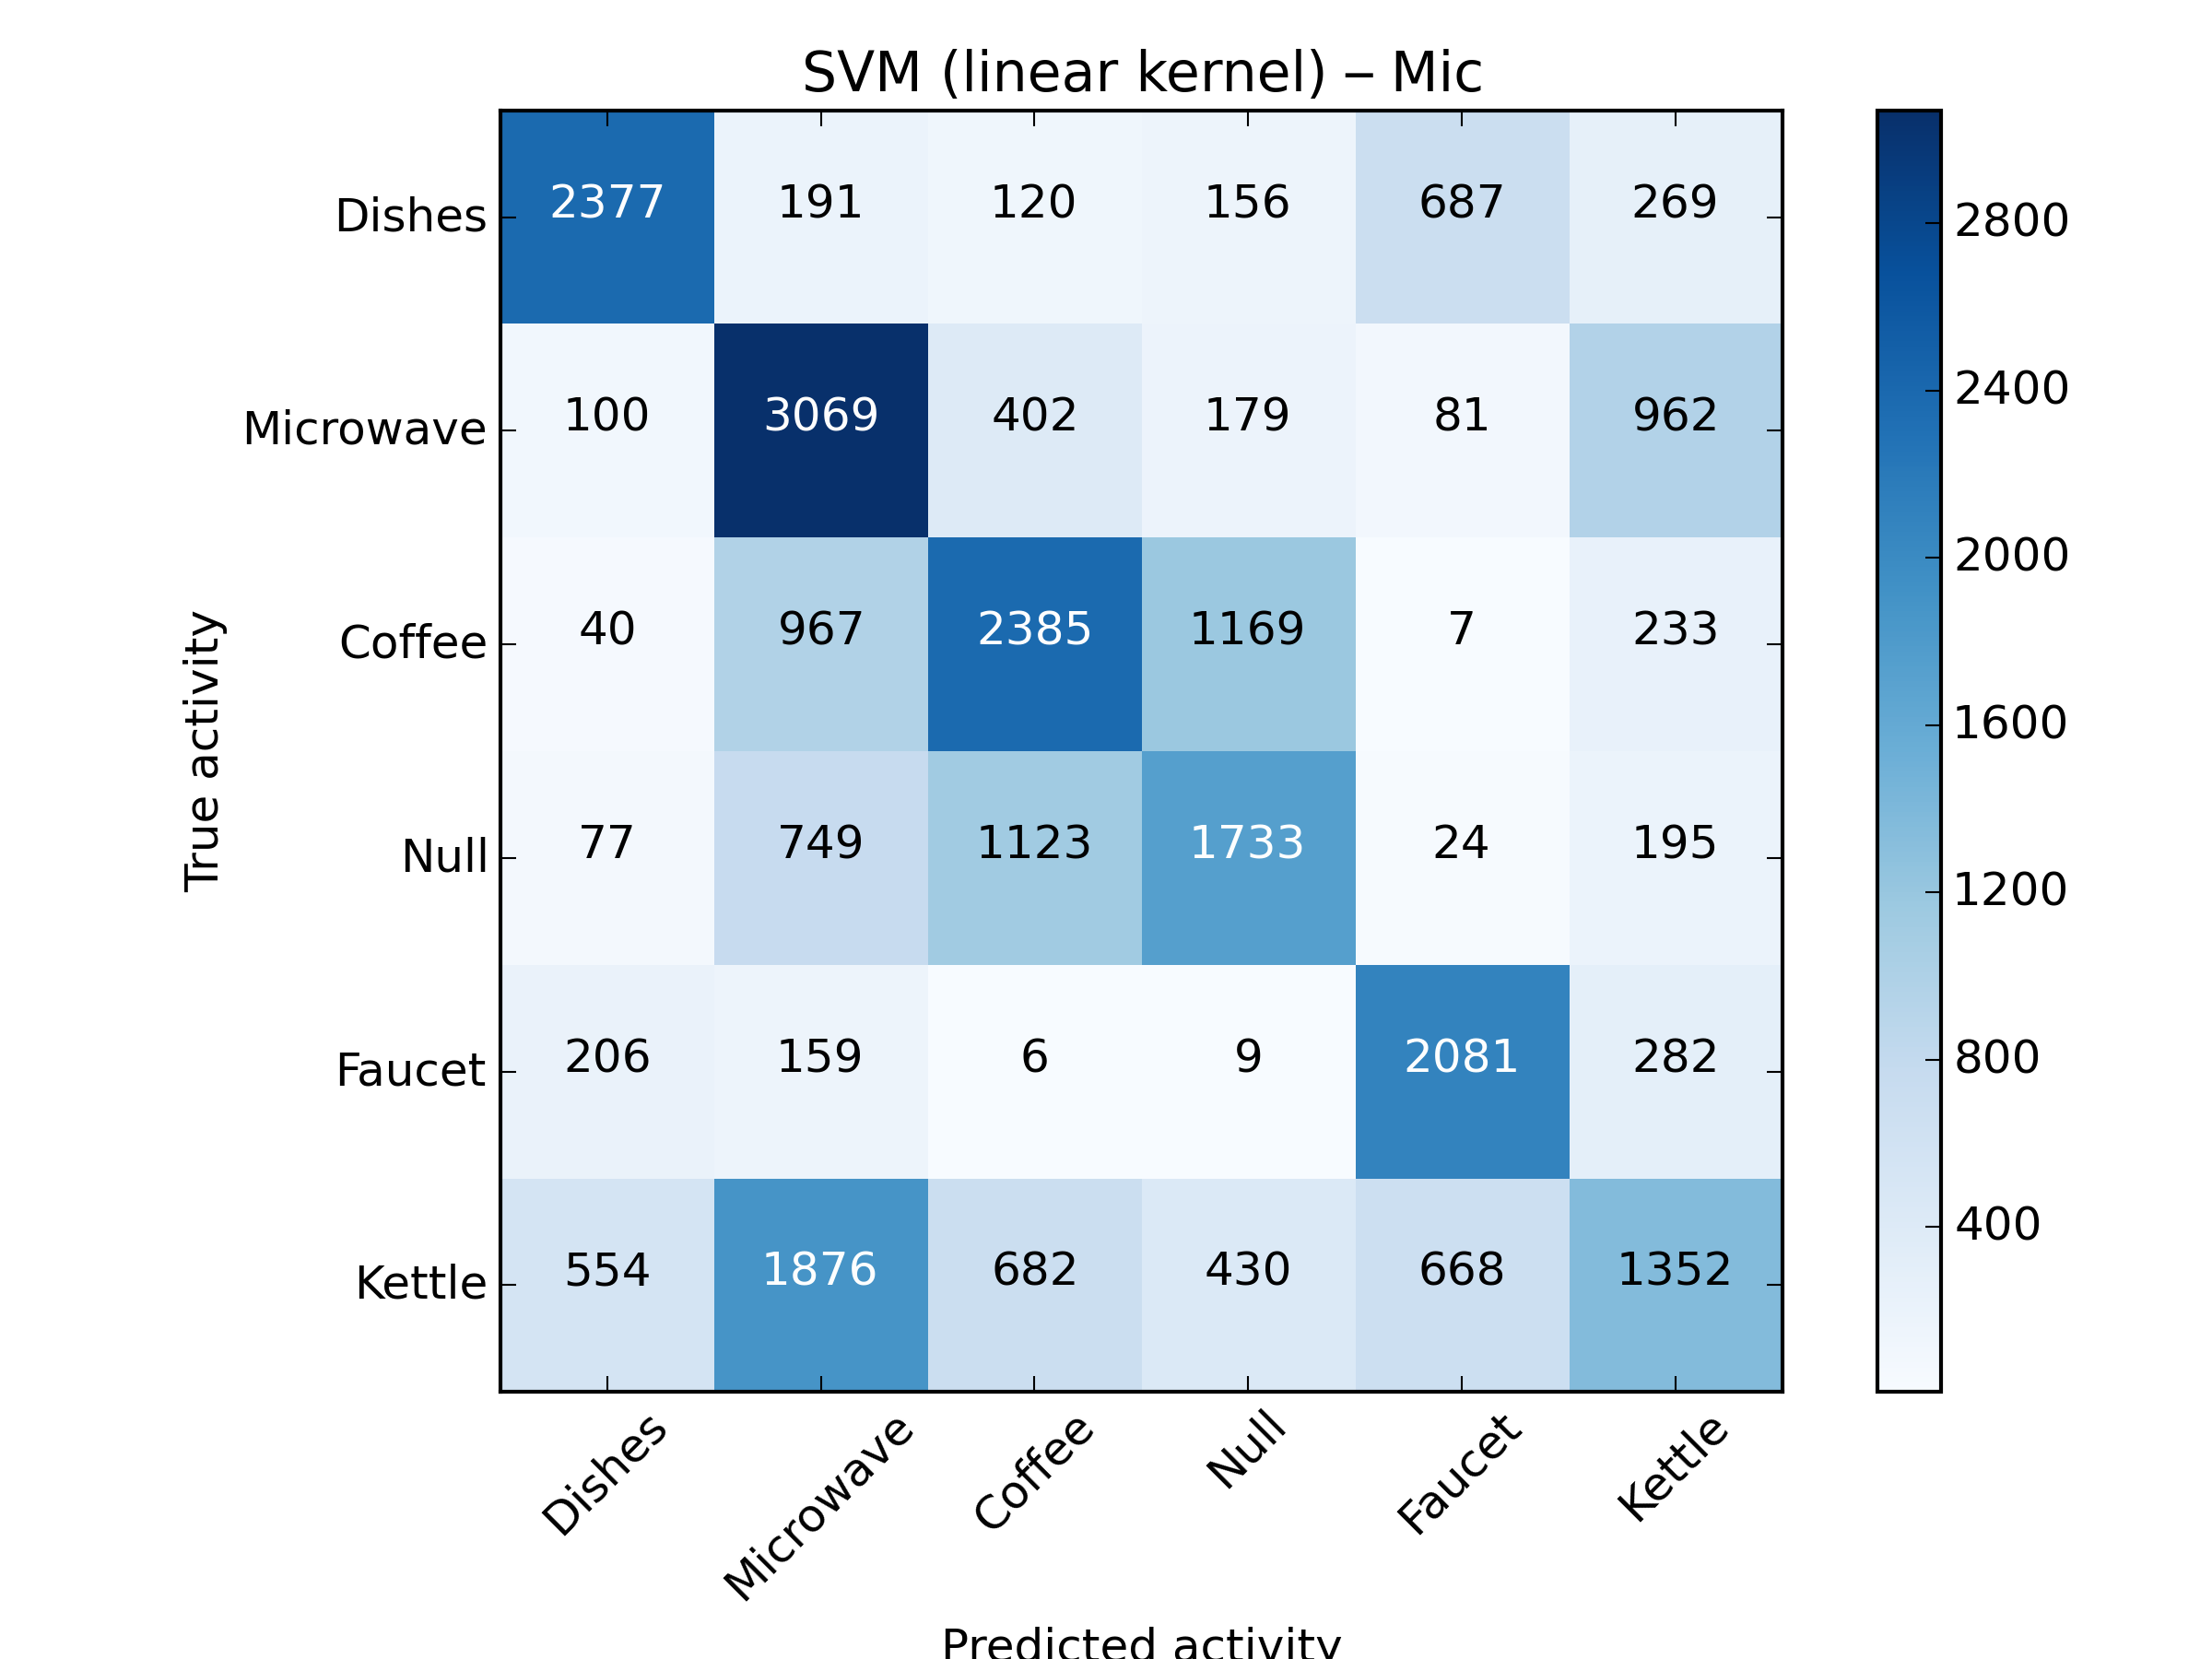 SVM (linear kernel) – Mic
Dishes 2377 191 120 156 687 269
Microwave 100 3069 402 179 81 962
Coffee 40 967 2385 1169 7 233
Null 77 749 1123 1733 24 195
Faucet 206 159 6 9 2081 282
Kettle 554 1876 682 430 668 1352
True activity
Dishes Microwave Coffee Null Faucet Kettle
Predicted activity
2800
2400
2000
1600
1200
800
400